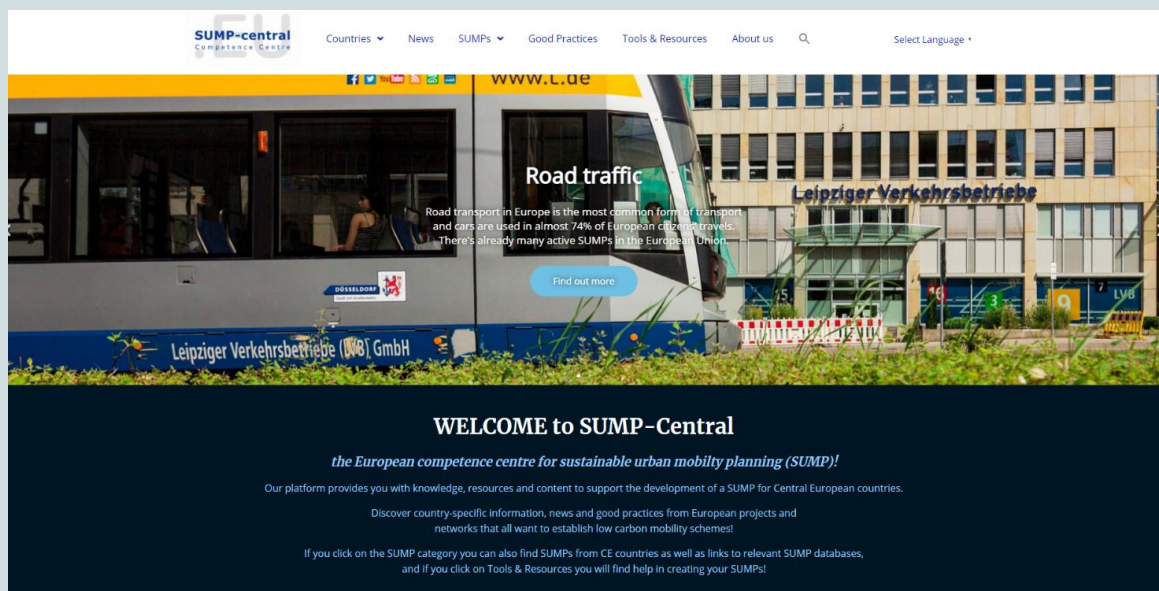 .EU
SUMP-central
Competence Centre
Countries
News
SUMPs
Good Practices
Tools & Resources
About us
Select Language
You Tube
www.L.de
Road traffic
Leipziger Verkehrsbetriebe
Road transport in Europe is the most common form of transport
and cars are used in almost 74% of European citizens' travels.
There's already many active SUMPs in the European Union.
Find out more
DÜSSELDORF
16
3
9
7
LVB
Leipziger Verkehrsbetriebe (LVB) GmbH
WELCOME to SUMP-Central
the European competence centre for sustainable urban mobilty planning (SUMP)!
Our platform provides you with knowledge, resources and content to support the development of a SUMP for Central European countries.
Discover country-specific information, news and good practices from European projects and
networks that all want to establish low carbon mobility schemes!
If you click on the SUMP category you can also find SUMPs from CE countries as well as links to relevant SUMP databases,
and if you click on Tools & Resources you will find help in creating your SUMPs!